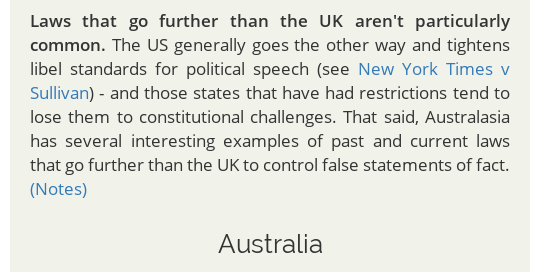 Laws that go further than the UK aren't particularly
common. The US generally goes the other way and tightens
libel standards for political speech (see New York Times v
Sullivan) - and those states that have had restrictions tend to
lose them to constitutional challenges. That said, Australasia
has several interesting examples of past and current laws
that go further than the UK to control false statements of fact.
(Notes)
Australia